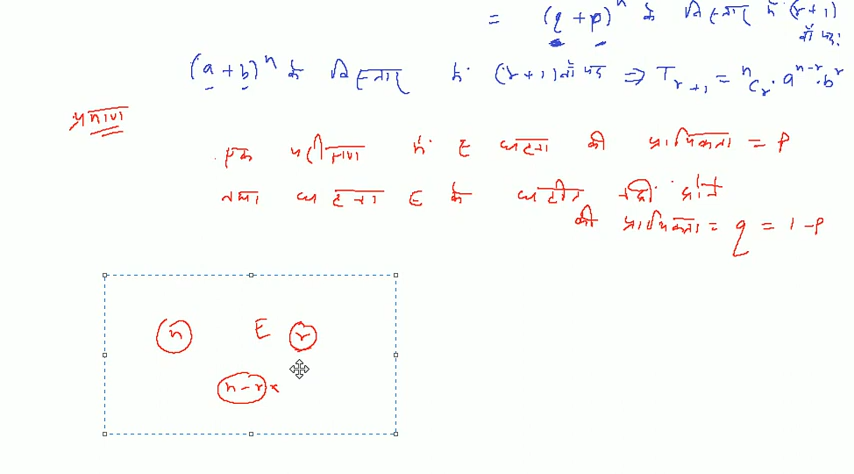 = (q + p)ⁿ के विस्तार में (r+1)
वाँ पद।
(a + b)ⁿ के विस्तार में (r+1) वाँ पद ⇒ Tᵣ₊₁ = ⁿCᵣ · aⁿ⁻ʳ · bʳ
प्रमाण
एक परीक्षण में E घटना की प्रायिकता = P
तथा घटना E के घटित नहीं होने
की प्रायिकता = q = 1 - P
n E r
n - r x